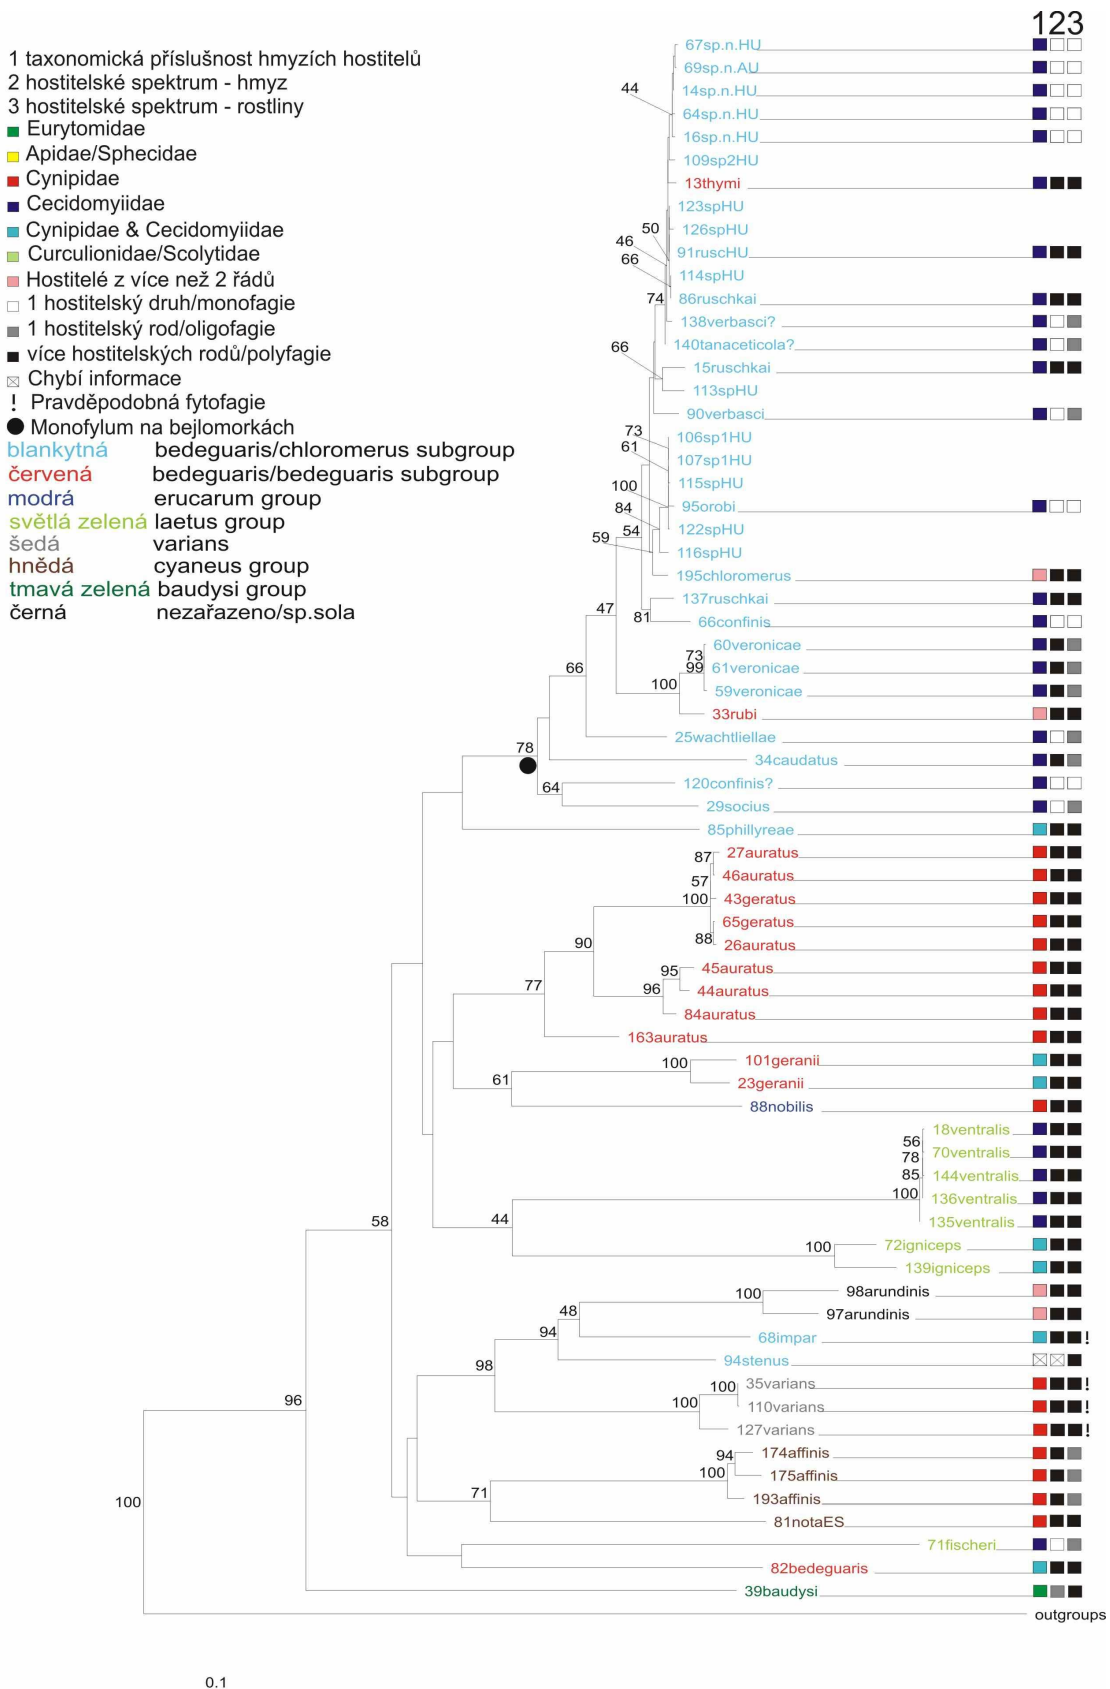 123
1 taxonomická příslušnost hmyzích hostitelů
2 hostitelské spektrum - hmyz
3 hostitelské spektrum - rostliny
Eurytomidae
Apidae/Sphecidae
Cynipidae
Cecidomyiidae
Cynipidae & Cecidomyiidae
Curculionidae/Scolytidae
Hostitelé z více než 2 řádů
1 hostitelský druh/monofagie
1 hostitelský rod/oligofagie
více hostitelských rodů/polyfagie
Chybí informace
! Pravděpodobná fytofagie
Monofylum na bejlomorkách
blankytná bedeguaris/chloromerus subgroup
červená bedeguaris/bedeguaris subgroup
modrá erucarum group
světlá zelená laetus group
šedá varians
hnědá cyaneus group
tmavá zelená baudysi group
černá nezařazeno/sp.sola
67sp.n.HU
69sp.n.AU
14sp.n.HU
44
64sp.n.HU
16sp.n.HU
109sp2HU
13thymi
123spHU
50
126spHU
46
91ruscHU
66
114spHU
74
86ruschkai
138verbasci?
66
140tanaceticola?
15ruschkai
113spHU
90verbasci
73
106sp1HU
61
107sp1HU
115spHU
100
95orobi
84
122spHU
59
54
116spHU
195chloromerus
137ruschkai
47
81
66confinis
60veronicae
73
99
61veronicae
66
100
59veronicae
33rubi
25wachtliellae
78
34caudatus
120confinis?
64
29socius
85phillyreae
87
27auratus
57
46auratus
100
43geratus
65geratus
88
26auratus
90
95
45auratus
96
44auratus
77
84auratus
163auratus
100
101geranii
61
23geranii
88nobilis
18ventralis
56
78
70ventralis
85
144ventralis
100
136ventralis
58
44
135ventralis
100
72igniceps
139igniceps
100
98arundinis
48
97arundinis
94
68impar
!
98
94stenus
100
35varians
!
96
100
110varians
!
127varians
!
94
174affinis
100
175affinis
71
193affinis
100
81notaES
71fischeri
82bedeguaris
39baudysi
outgroups
0.1